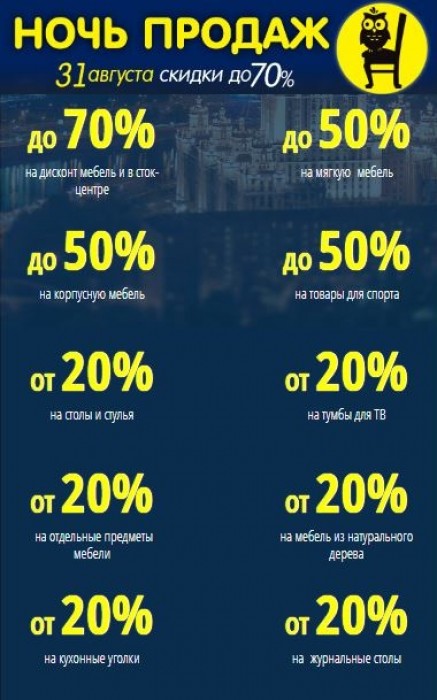 НОЧЬ ПРОДАЖ
31 августа скидки до 70%
до 70%
на дисконт мебель и в сток-
центре
до 50%
на мягкую мебель
до 50%
на корпусную мебель
до 50%
на товары для спорта
от 20%
на столы и стулья
от 20%
на тумбы для ТВ
от 20%
на отдельные предметы
мебели
от 20%
на мебель из натурального
дерева
от 20%
на кухонные уголки
от 20%
на журнальные столы